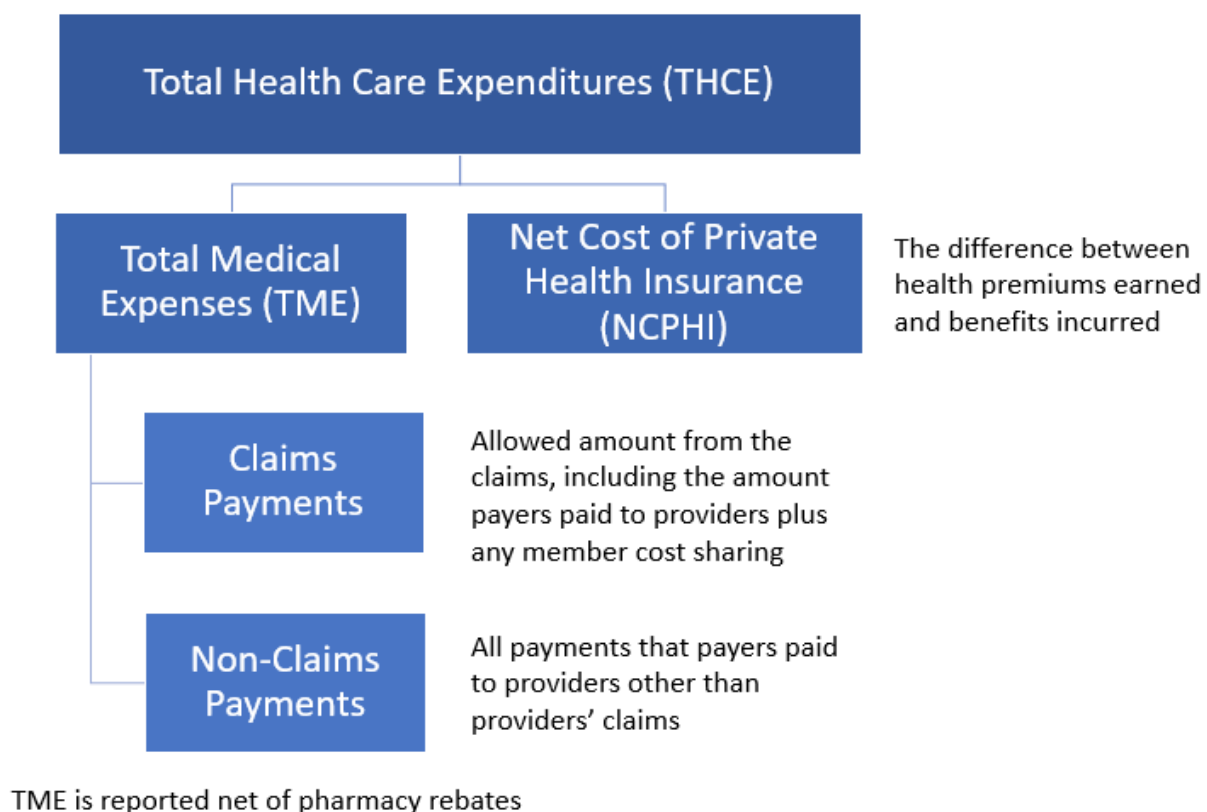 Total Health Care Expenditures (THCE)
Total Medical
Expenses (TME)
Net Cost of Private
Health Insurance
(NCPHI)
The difference between
health premiums earned
and benefits incurred
Claims
Payments
Allowed amount from the
claims, including the amount
payers paid to providers plus
any member cost sharing
Non-Claims
Payments
All payments that payers paid
to providers other than
providers’ claims
TME is reported net of pharmacy rebates